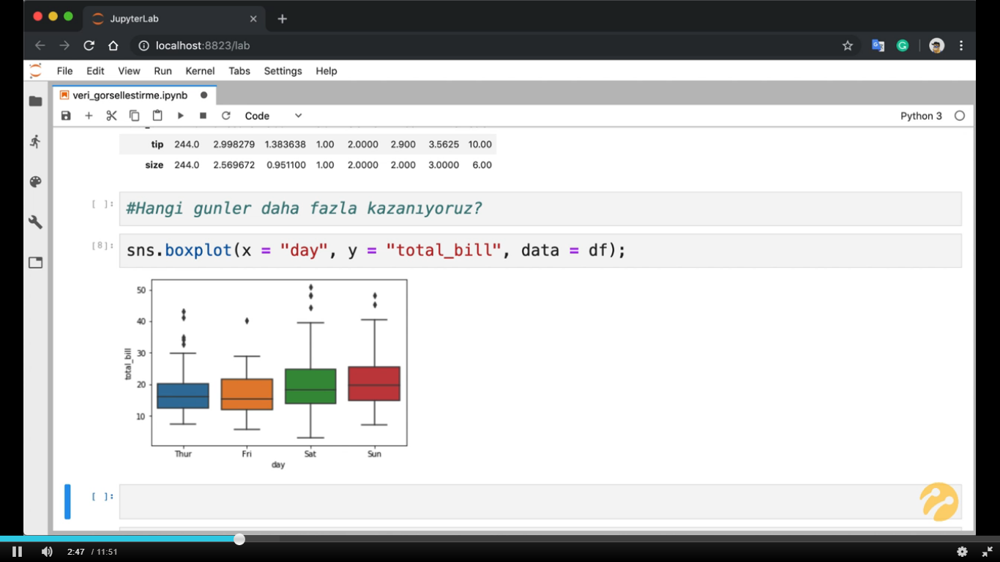 JupyterLab
localhost:8823/lab
File Edit View Run Kernel Tabs Settings Help
veri_gorsellestirme.ipynb
Code Python 3
tip 244.0 2.998279 1.383638 1.00 2.0000 2.900 3.5625 10.00
size 244.0 2.569672 0.951100 1.00 2.0000 2.000 3.0000 6.00
[ ]: #Hangi gunler daha fazla kazanıyoruz?
[8]: sns.boxplot(x = "day", y = "total_bill", data = df);
50
40
30
20
10
total_bill
Thur Fri Sat Sun
day
[ ]:
2:47 / 11:51